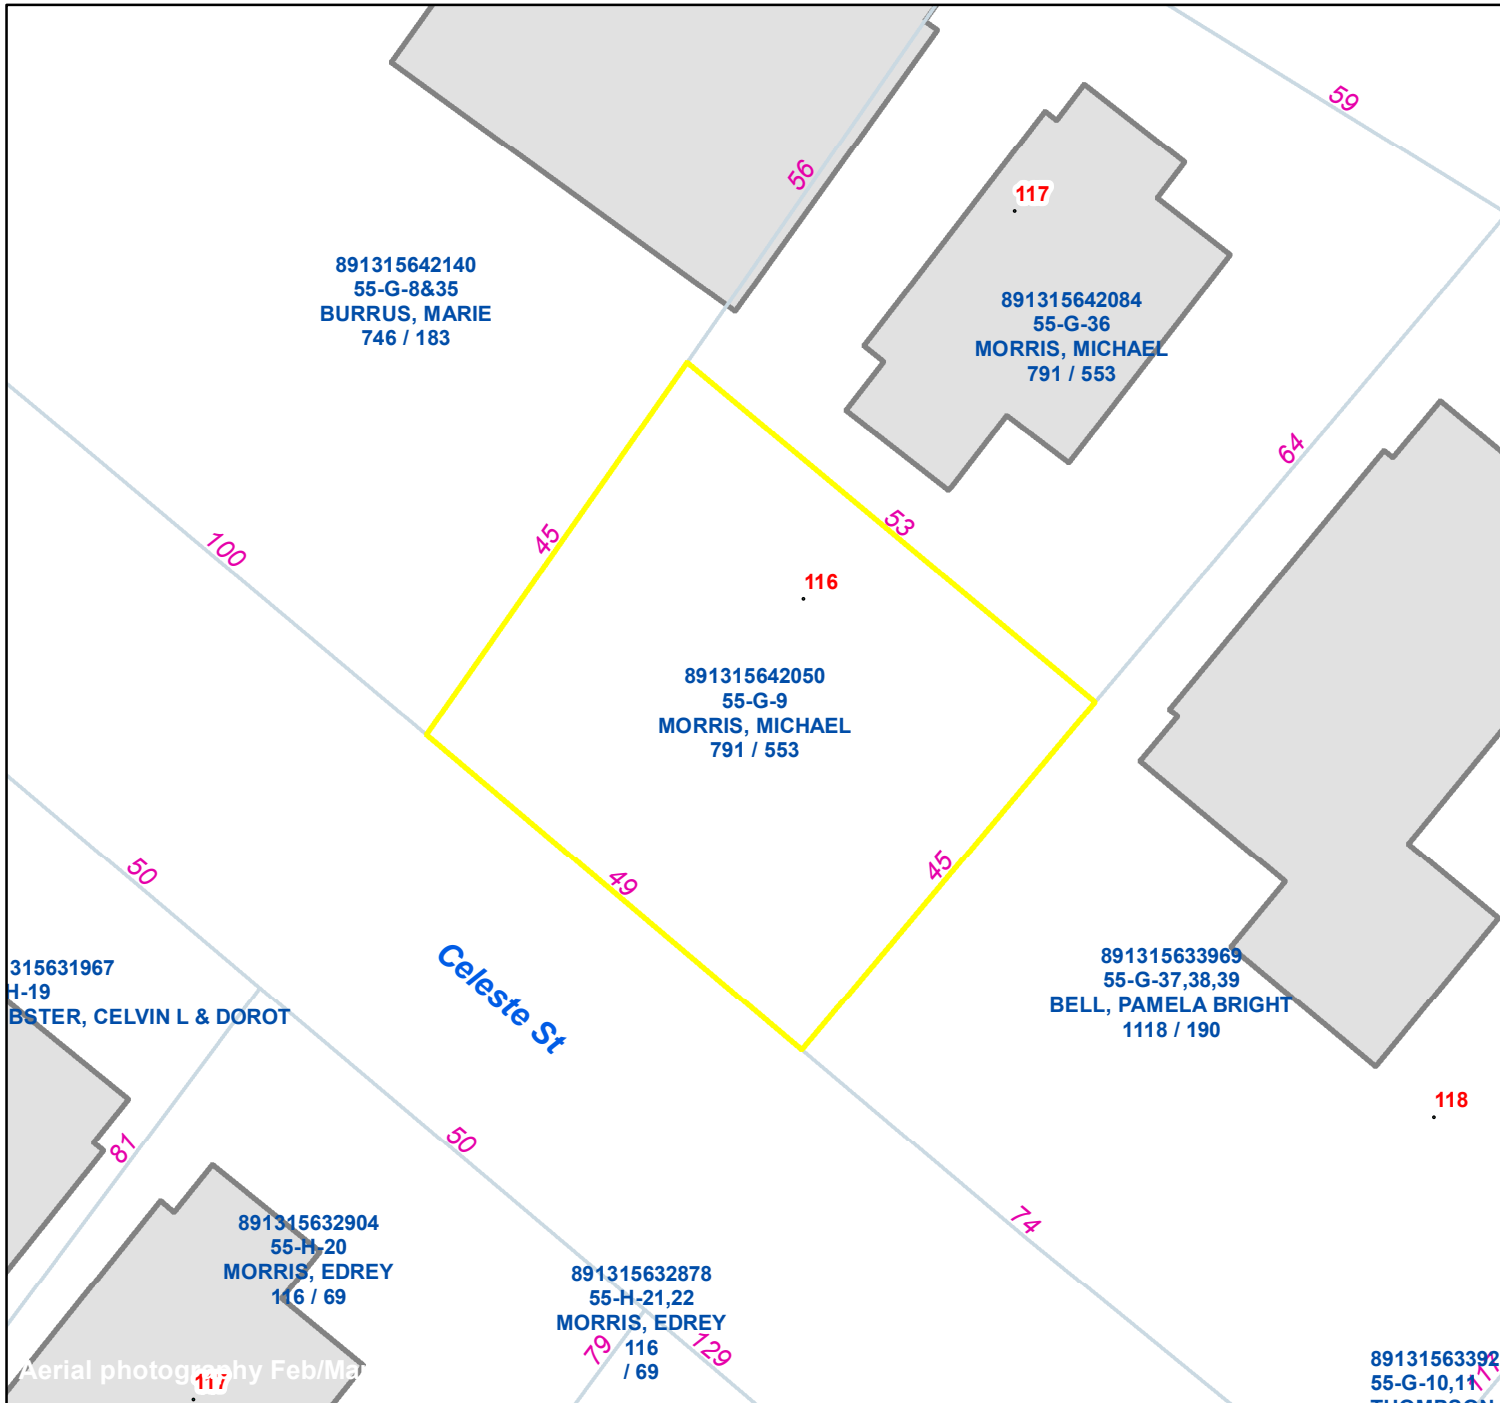 59
56
117
891315642140
55-G-8&35
BURRUS, MARIE
746 / 183
891315642084
55-G-36
MORRIS, MICHAEL
791 / 553
64
53
45
100
116
891315642050
55-G-9
MORRIS, MICHAEL
791 / 553
45
49
50
Celeste St
315631967
H-19
BSTER, CELVIN L & DOROT
891315633969
55-G-37,38,39
BELL, PAMELA BRIGHT
1118 / 190
118
81
50
74
891315632904
55-H-20
MORRIS, EDREY
116 / 69
891315632878
55-H-21,22
MORRIS, EDREY
116
/ 69
79
129
Aerial photography Feb/Ma
117
89131563392
55-G-10,11
THOMPSON